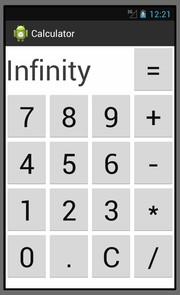 12:21
Calculator
Infinity =
7 8 9 +
4 5 6 -
1 2 3 *
0 . C /